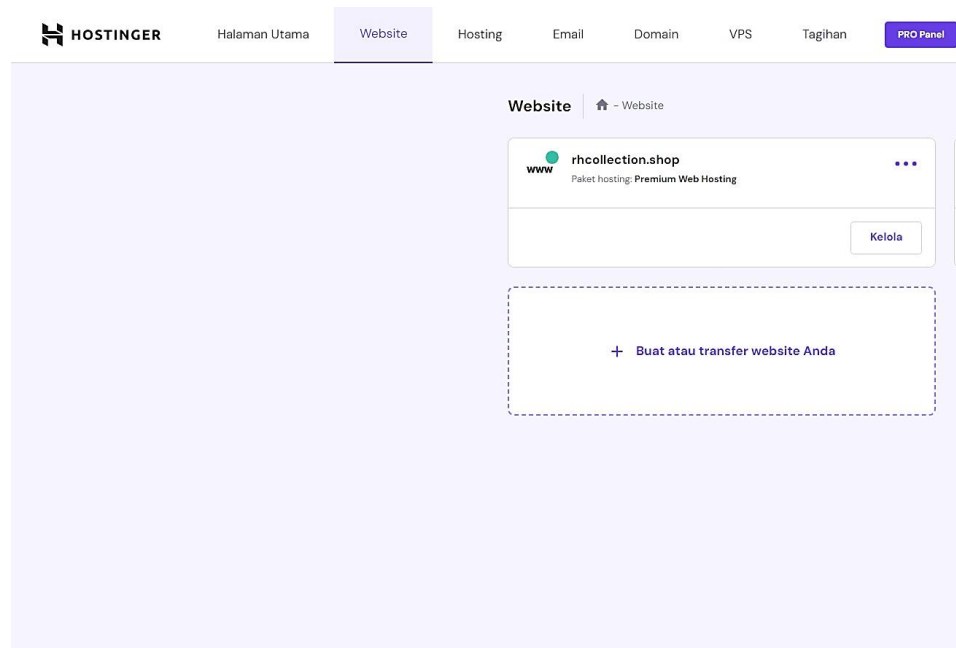 HOSTINGER Halaman Utama Website Hosting Email Domain VPS Tagihan PRO Panel
Website - Website
www rhcollection.shop
Paket hosting: Premium Web Hosting
Kelola
+ Buat atau transfer website Anda